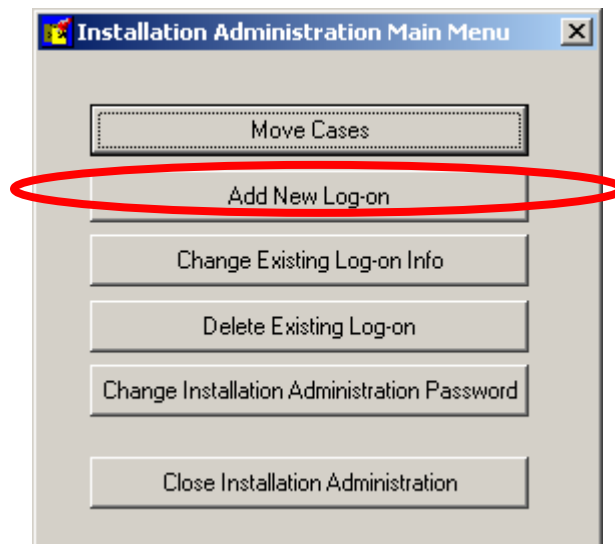 Installation Administration Main Menu
Move Cases
Add New Log-on
Change Existing Log-on Info
Delete Existing Log-on
Change Installation Administration Password
Close Installation Administration